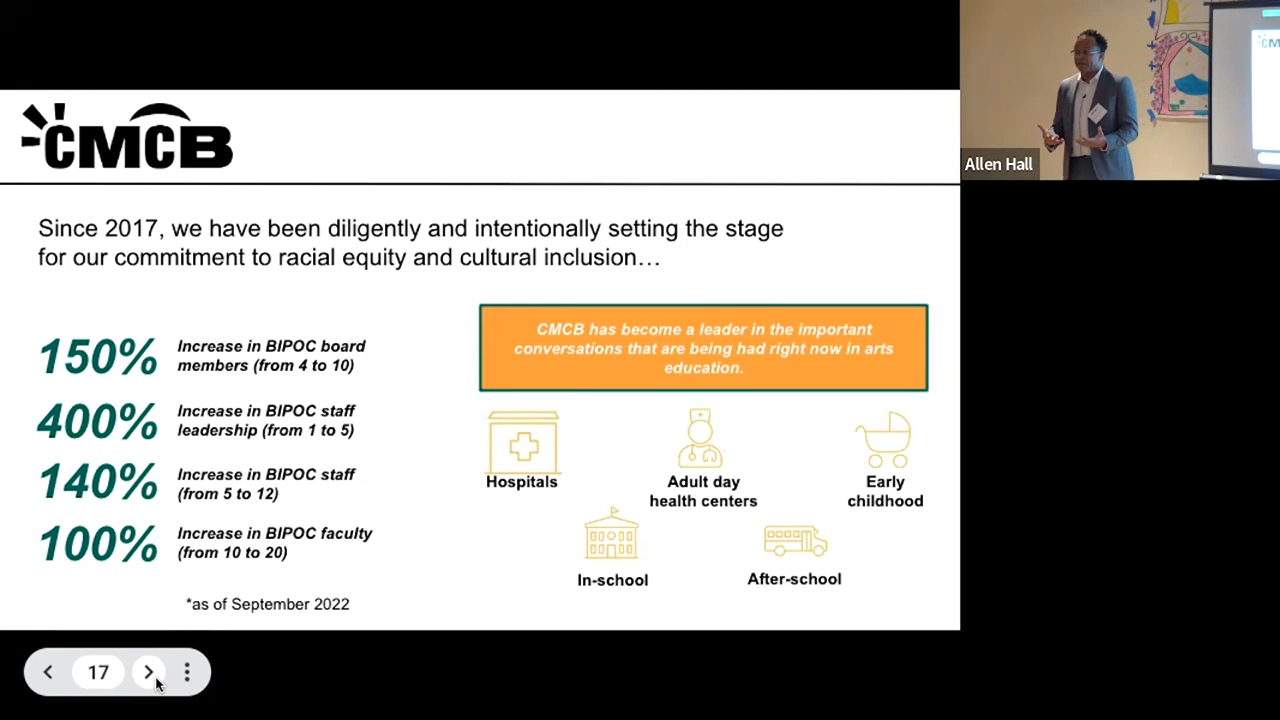 CMCB
Since 2017, we have been diligently and intentionally setting the stage
for our commitment to racial equity and cultural inclusion…
150%
Increase in BIPOC board
members (from 4 to 10)
400%
Increase in BIPOC staff
leadership (from 1 to 5)
140%
Increase in BIPOC staff
(from 5 to 12)
100%
Increase in BIPOC faculty
(from 10 to 20)
*as of September 2022
CMCB has become a leader in the important
conversations that are being had right now in arts
education.
Hospitals
Adult day
health centers
Early
childhood
In-school
After-school
17
Allen Hall
CM